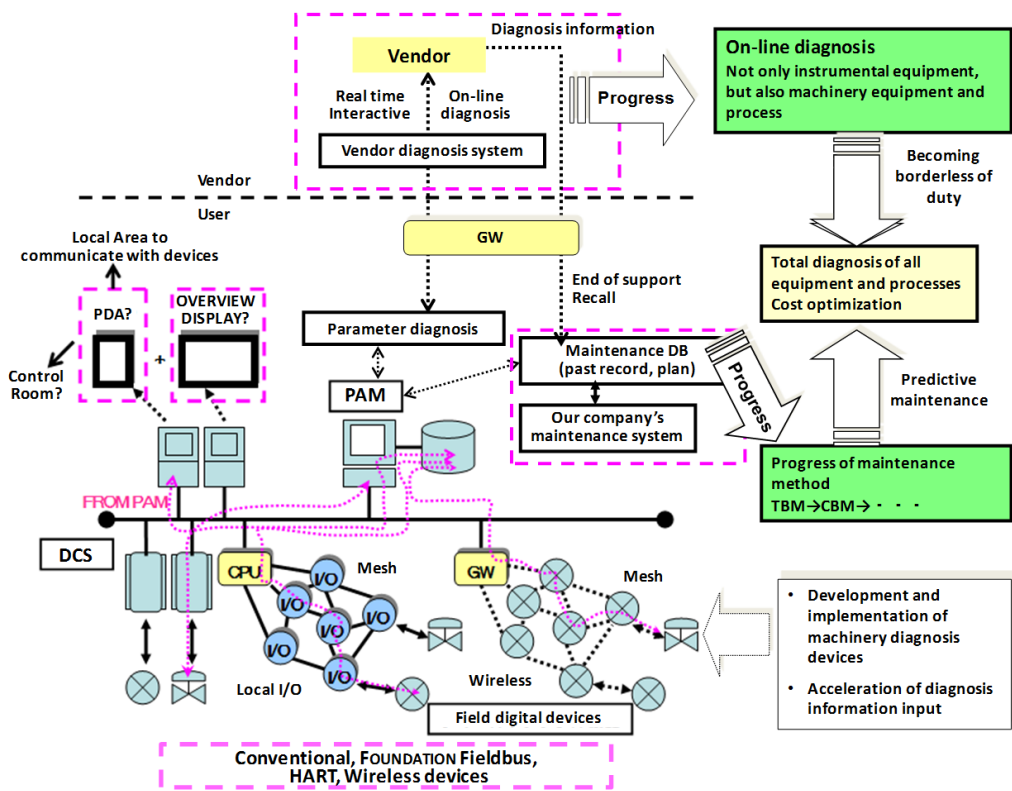 Diagnosis information
Vendor
Real time
Interactive
On-line
diagnosis
Vendor diagnosis system
Progress
On-line diagnosis
Not only instrumental equipment,
but also machinery equipment and
process
Becoming
borderless of
duty
Vendor
User
GW
Local Area to
communicate with devices
PDA?
+
OVERVIEW
DISPLAY?
Control
Room?
End of support
Recall
Parameter diagnosis
PAM
Maintenance DB
(past record, plan)
Our company's
maintenance system
Progress
Total diagnosis of all
equipment and processes
Cost optimization
Predictive
maintenance
Progress of maintenance
method
TBM→CBM→ - - -
FROM PAM
DCS
CPU
I/O
I/O
I/O
I/O
I/O
I/O
Mesh
Local I/O
GW
Mesh
Wireless
Field digital devices
• Development and
implementation of
machinery diagnosis
devices
• Acceleration of diagnosis
information input
Conventional, FOUNDATION Fieldbus,
HART, Wireless devices